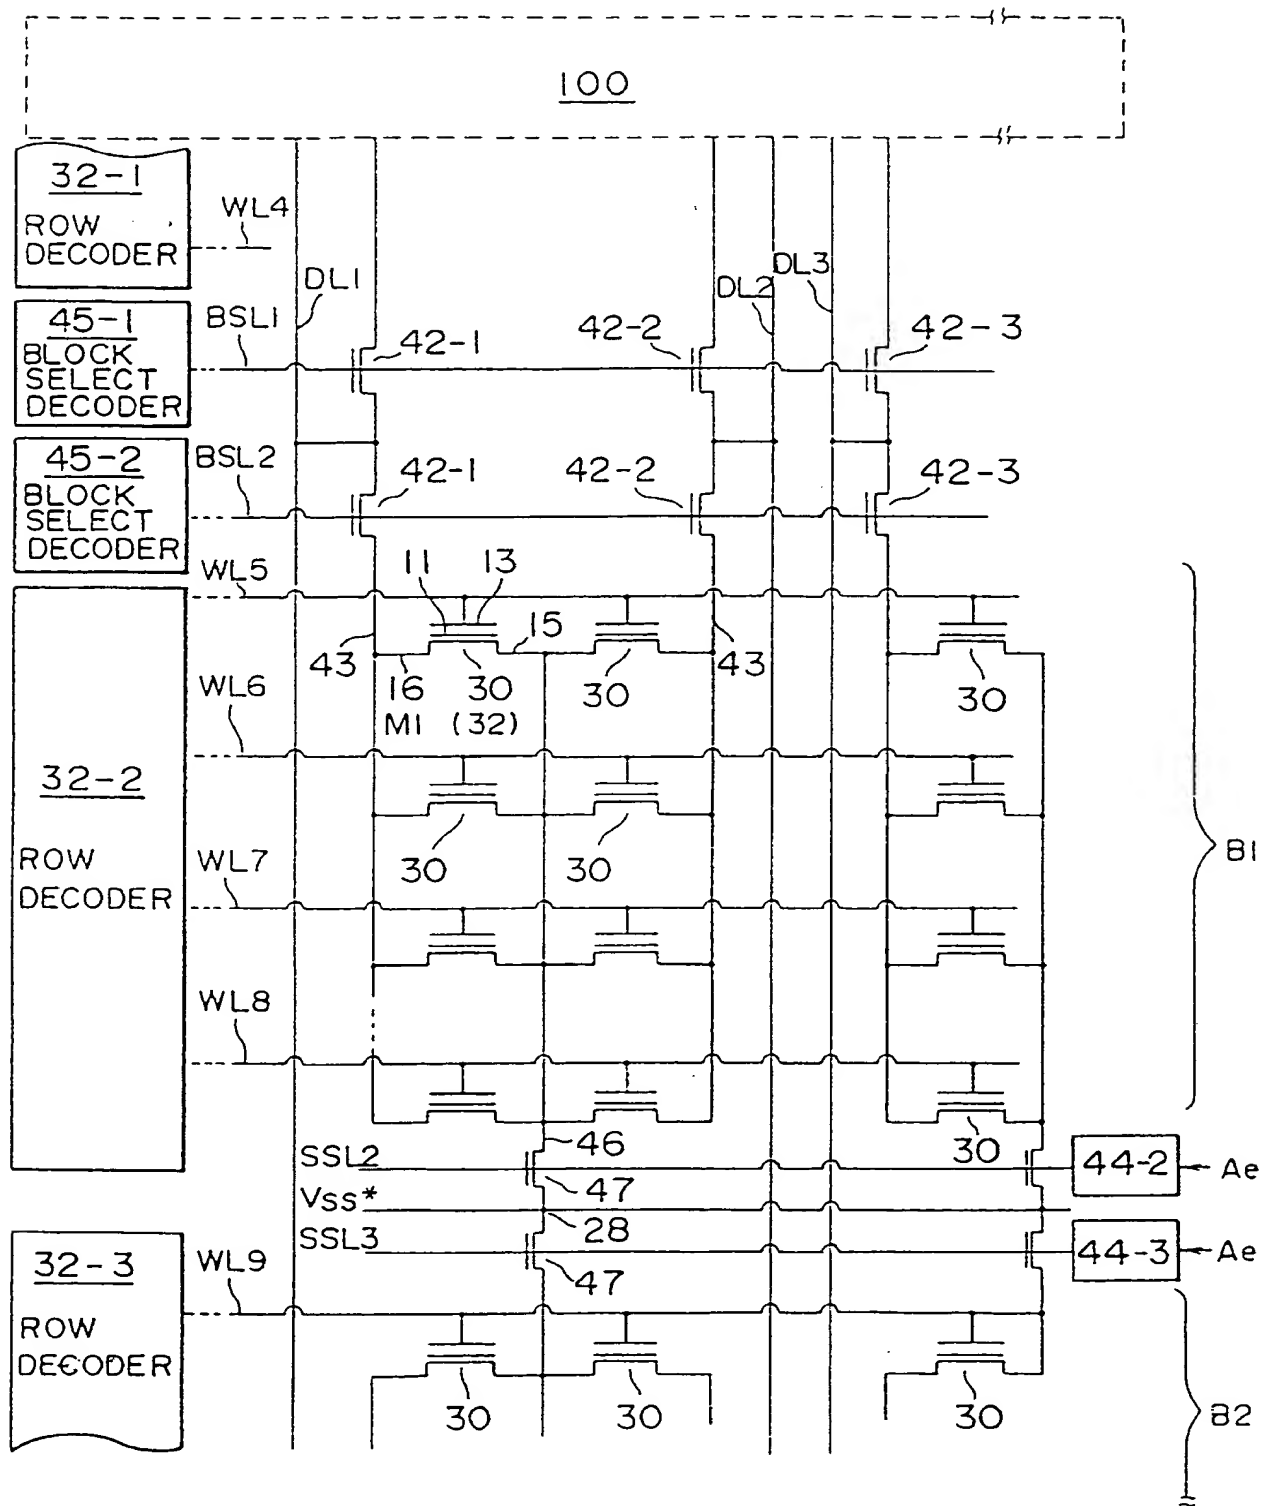 100
32-1
ROW
DECODER
WL4
DL1
DL2
DL3
45-1
BLOCK
SELECT
DECODER
BSL1
42-1
42-2
42-3
45-2
BLOCK
SELECT
DECODER
BSL2
42-1
42-2
42-3
WL5
11
13
15
43
16
30
30
43
30
M1
(32)
WL6
32-2
ROW
DECODER
30
30
B1
WL7
WL8
46
30
SSL2
44-2
Ae
47
Vss*
28
SSL3
44-3
Ae
47
32-3
ROW
DECODER
WL9
30
30
30
B2